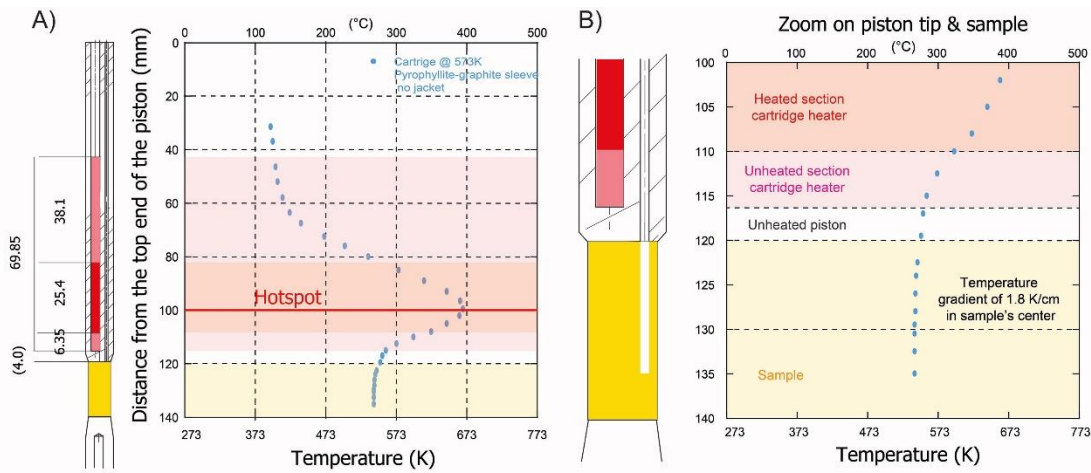 A)
(°C)
0 100 200 300 400 500
Distance from the top end of the piston (mm)
0
20
40
60
80
100
120
140
Cartrige @ 573K
Pyrophyllite-graphite sleeve
no jacket
Hotspot
69.85
38.1
25.4
6.35
(4.0)
273 373 473 573 673 773
Temperature (K)
B)
Zoom on piston tip & sample
(°C)
0 100 200 300 400 500
100
105
110
115
120
125
130
135
140
Heated section
cartridge heater
Unheated section
cartridge heater
Unheated piston
Temperature
gradient of 1.8 K/cm
in sample's center
Sample
273 373 473 573 673 773
Temperature (K)